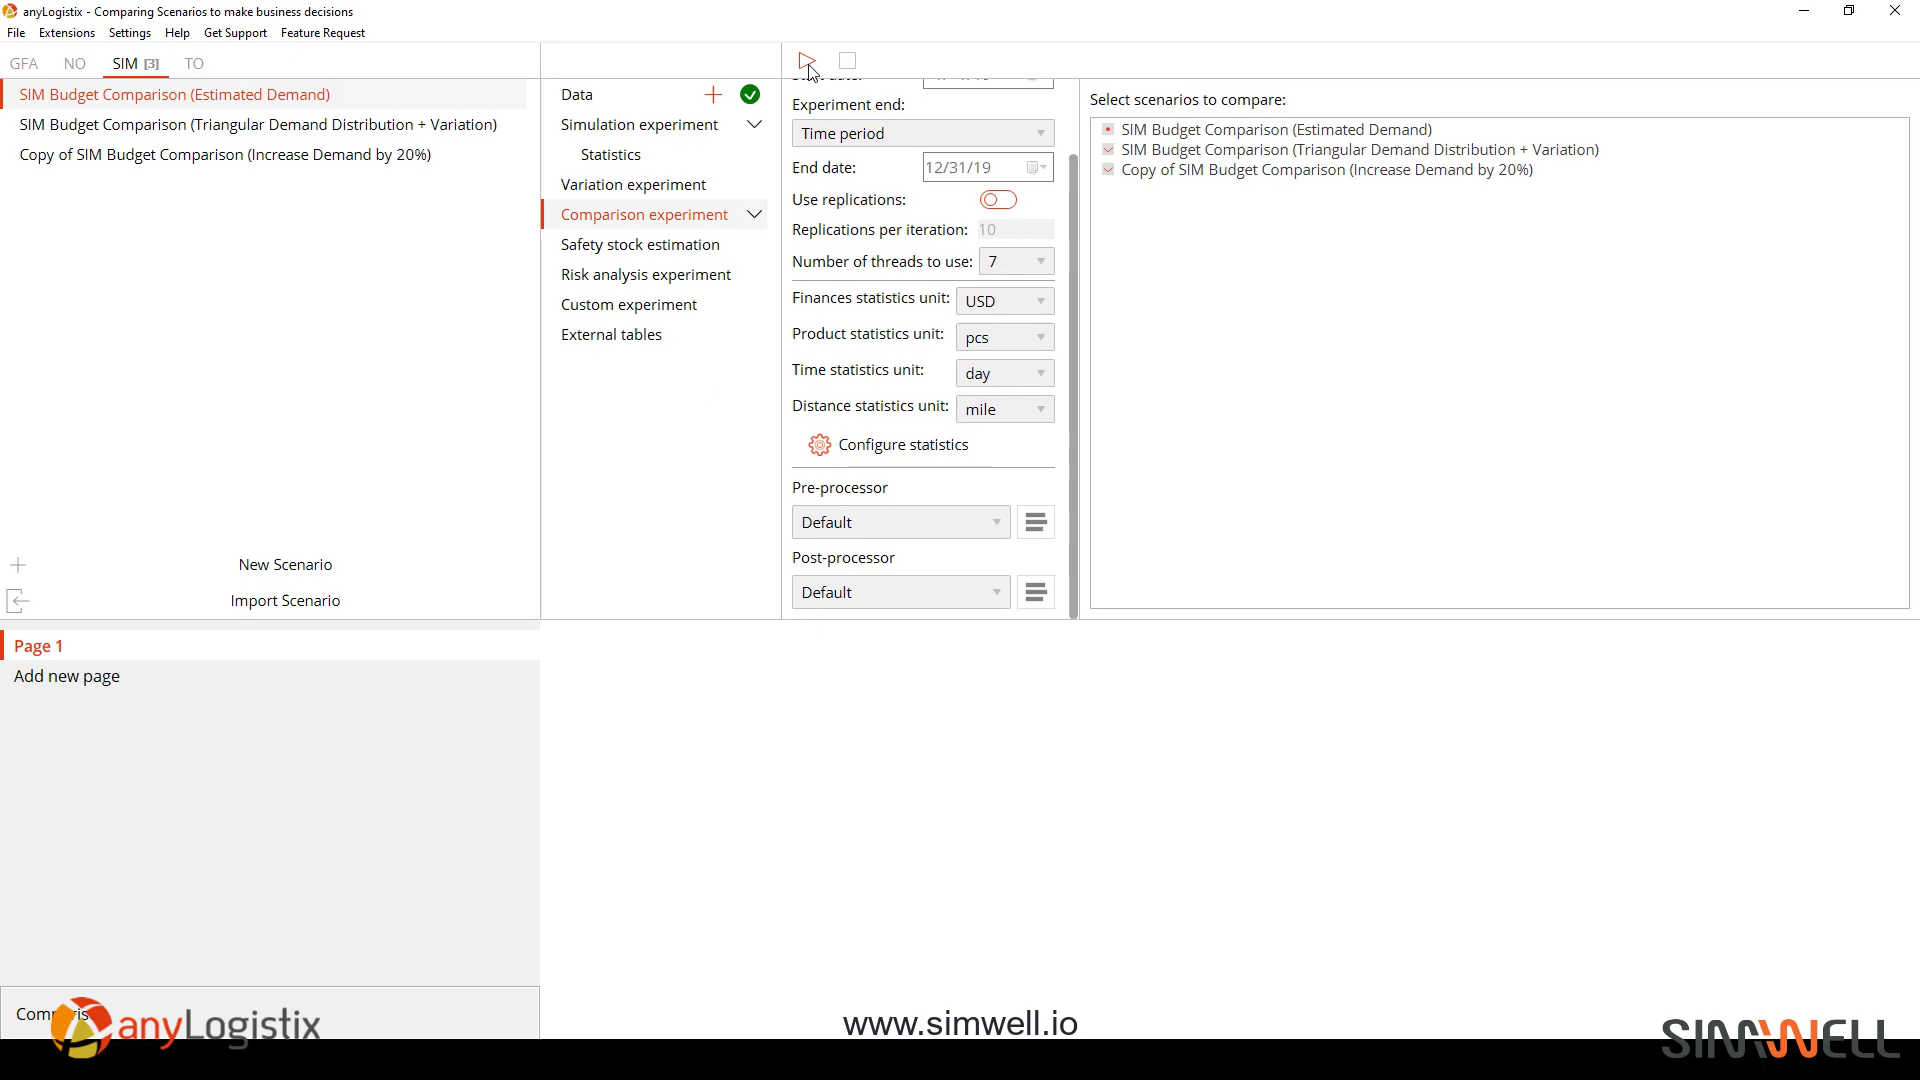 anyLogistix - Comparing Scenarios to make business decisions
File Extensions Settings Help Get Support Feature Request
GFA NO SIM [3] TO
SIM Budget Comparison (Estimated Demand)
SIM Budget Comparison (Triangular Demand Distribution + Variation)
Copy of SIM Budget Comparison (Increase Demand by 20%)
New Scenario
Import Scenario
Data
Simulation experiment
Statistics
Variation experiment
Comparison experiment
Safety stock estimation
Risk analysis experiment
Custom experiment
External tables
Experiment end:
Time period
End date: 12/31/19
Use replications:
Replications per iteration: 10
Number of threads to use: 7
Finances statistics unit: USD
Product statistics unit: pcs
Time statistics unit: day
Distance statistics unit: mile
Configure statistics
Pre-processor
Default
Post-processor
Default
Select scenarios to compare:
SIM Budget Comparison (Estimated Demand)
SIM Budget Comparison (Triangular Demand Distribution + Variation)
Copy of SIM Budget Comparison (Increase Demand by 20%)
Page 1
Add new page
anyLogistix
www.simwell.io
SIMWELL